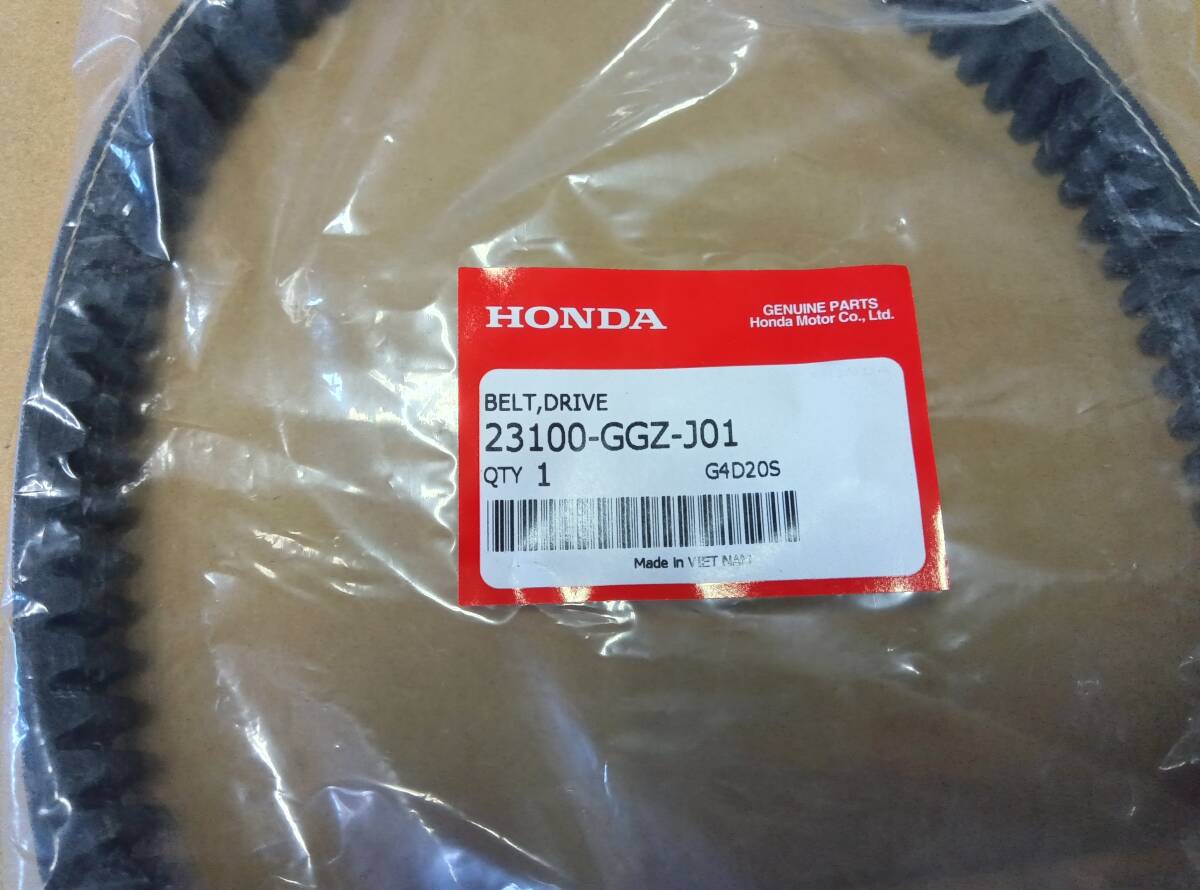 HONDA
GENUINE PARTS
Honda Motor Co., Ltd.
BELT,DRIVE
23100-GGZ-J01
QTY 1 G4D20S
Made in VIET NAM